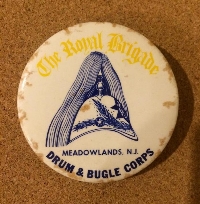 The Royal Brigade
MEADOWLANDS, N.J.
DRUM & BUGLE CORPS